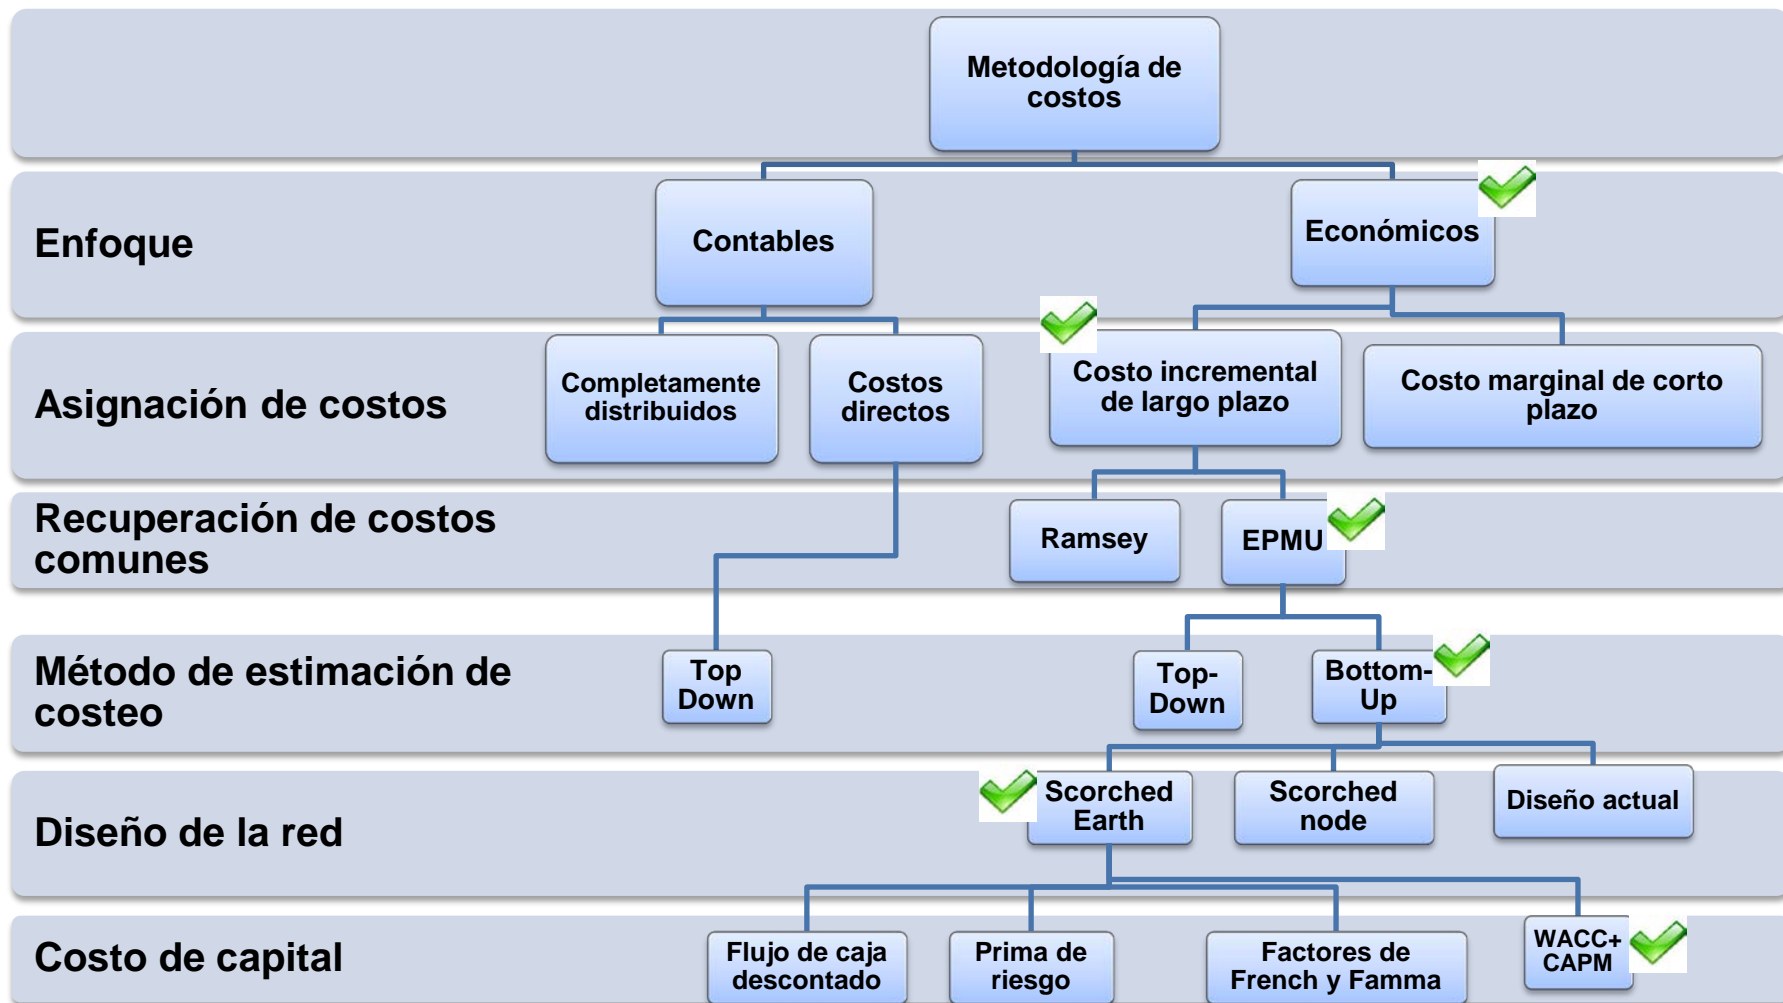 Metodología de
costos
Enfoque
Contables
Económicos
Asignación de costos
Completamente
distribuidos
Costos
directos
Costo incremental
de largo plazo
Costo marginal de corto
plazo
Recuperación de costos
comunes
Ramsey
EPMU
Método de estimación de
costeo
Top
Down
Top-
Down
Bottom-
Up
Diseño de la red
Scorched
Earth
Scorched
node
Diseño actual
Costo de capital
Flujo de caja
descontado
Prima de
riesgo
Factores de
French y Famma
WACC+
CAPM